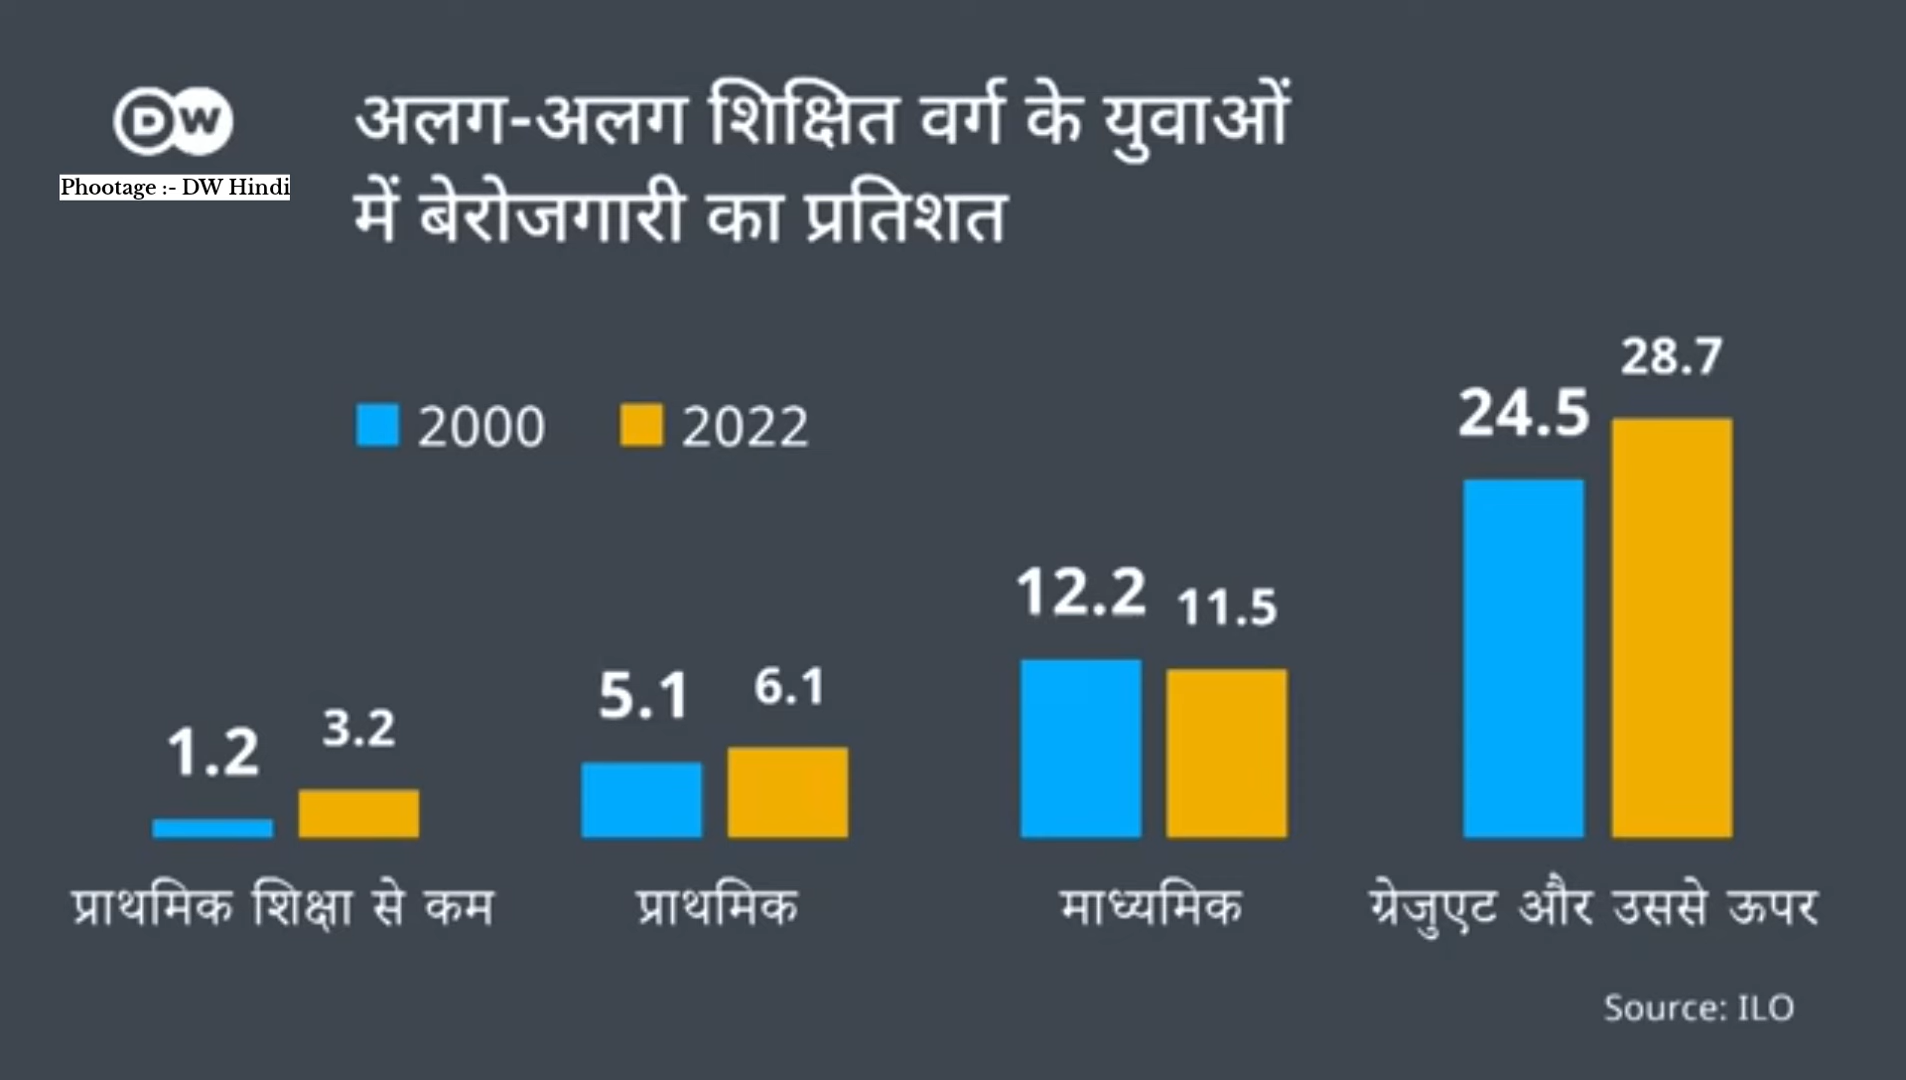 DW
Phootage :- DW Hindi
अलग-अलग शिक्षित वर्ग के युवाओं
में बेरोजगारी का प्रतिशत
2000 2022
1.2 3.2 5.1 6.1 12.2 11.5 24.5 28.7
प्राथमिक शिक्षा से कम प्राथमिक माध्यमिक ग्रेजुएट और उससे ऊपर
Source: ILO